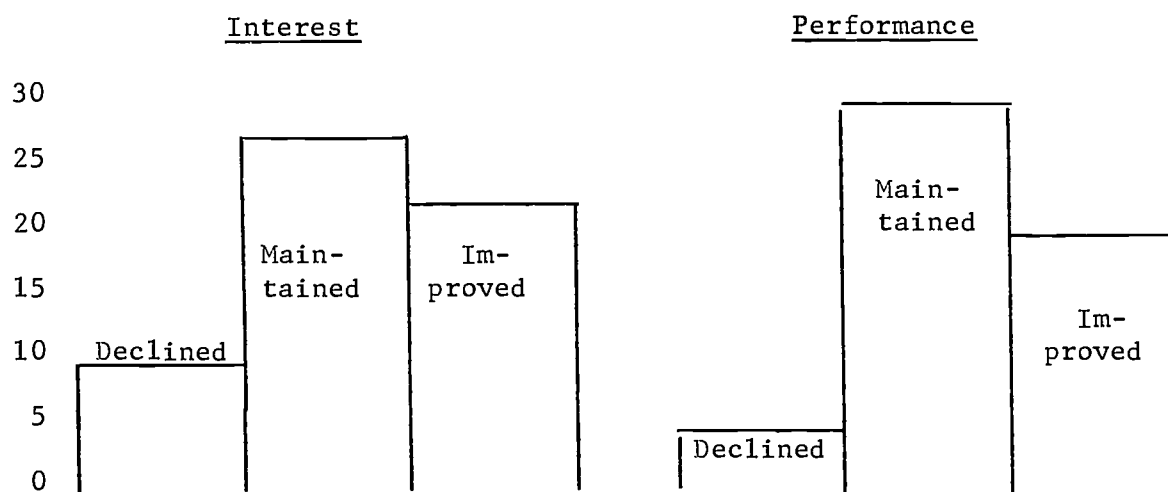 Interest
Performance
30
25
20
15
10
5
0
Declined
Main-
tained
Im-
proved
Declined
Main-
tained
Im-
proved